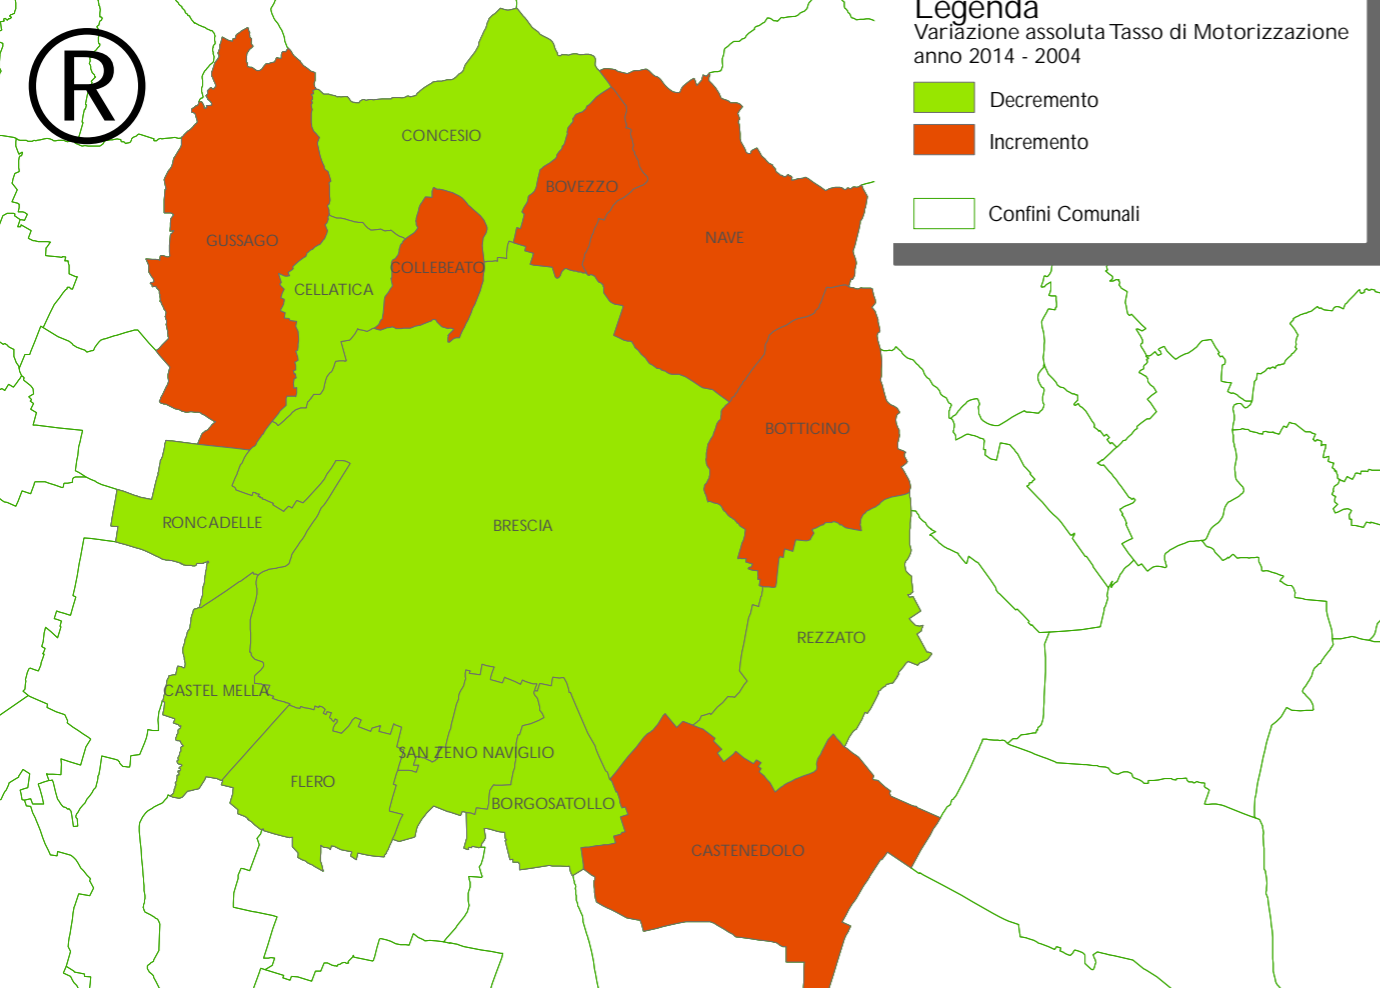 Legenda
Variazione assoluta Tasso di Motorizzazione
anno 2014 - 2004
Decremento
Incremento
Confini Comunali
®
CONCESIO
BOVEZZO
NAVE
GUSSAGO
COLLEBEATO
CELLATICA
BOTTICINO
RONCADELLE
BRESCIA
REZZATO
CASTEL MELLA
SAN ZENO NAVIGLIO
FLERO
BORGOSATOLLO
CASTENEDOLO